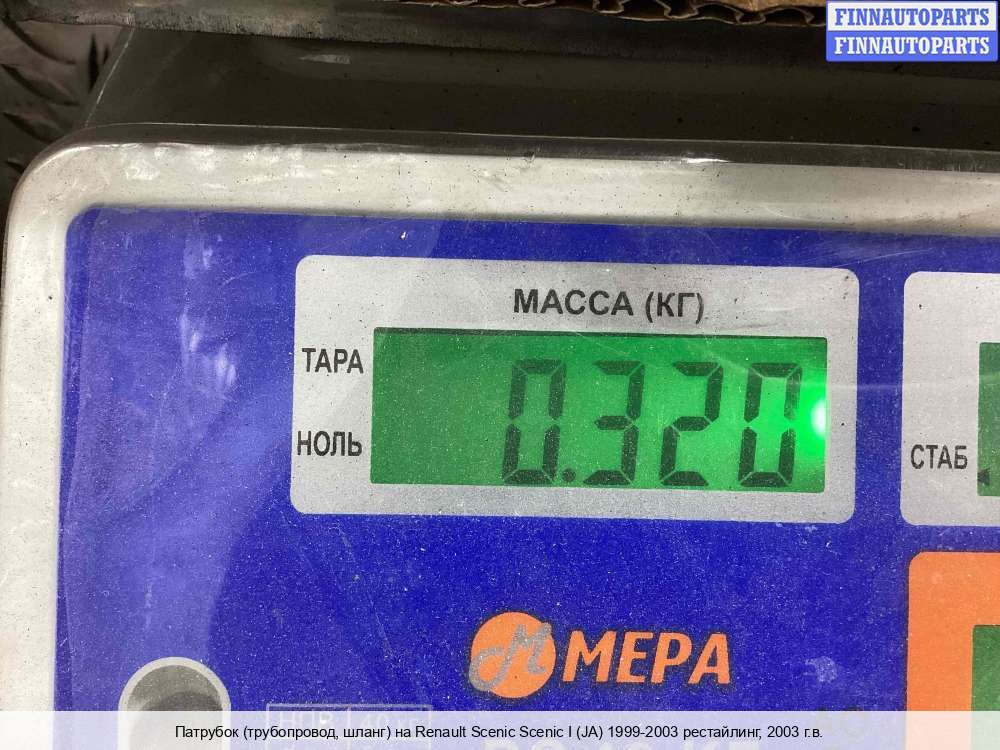 FINNAUTOPARTS
FINNAUTOPARTS
МАССА (КГ)
ТАРА
0.320
НОЛЬ
СТАБ
МЕРА
Патрубок (трубопровод, шланг) на Renault Scenic Scenic I (JA) 1999-2003 рестайлинг, 2003 г.в.